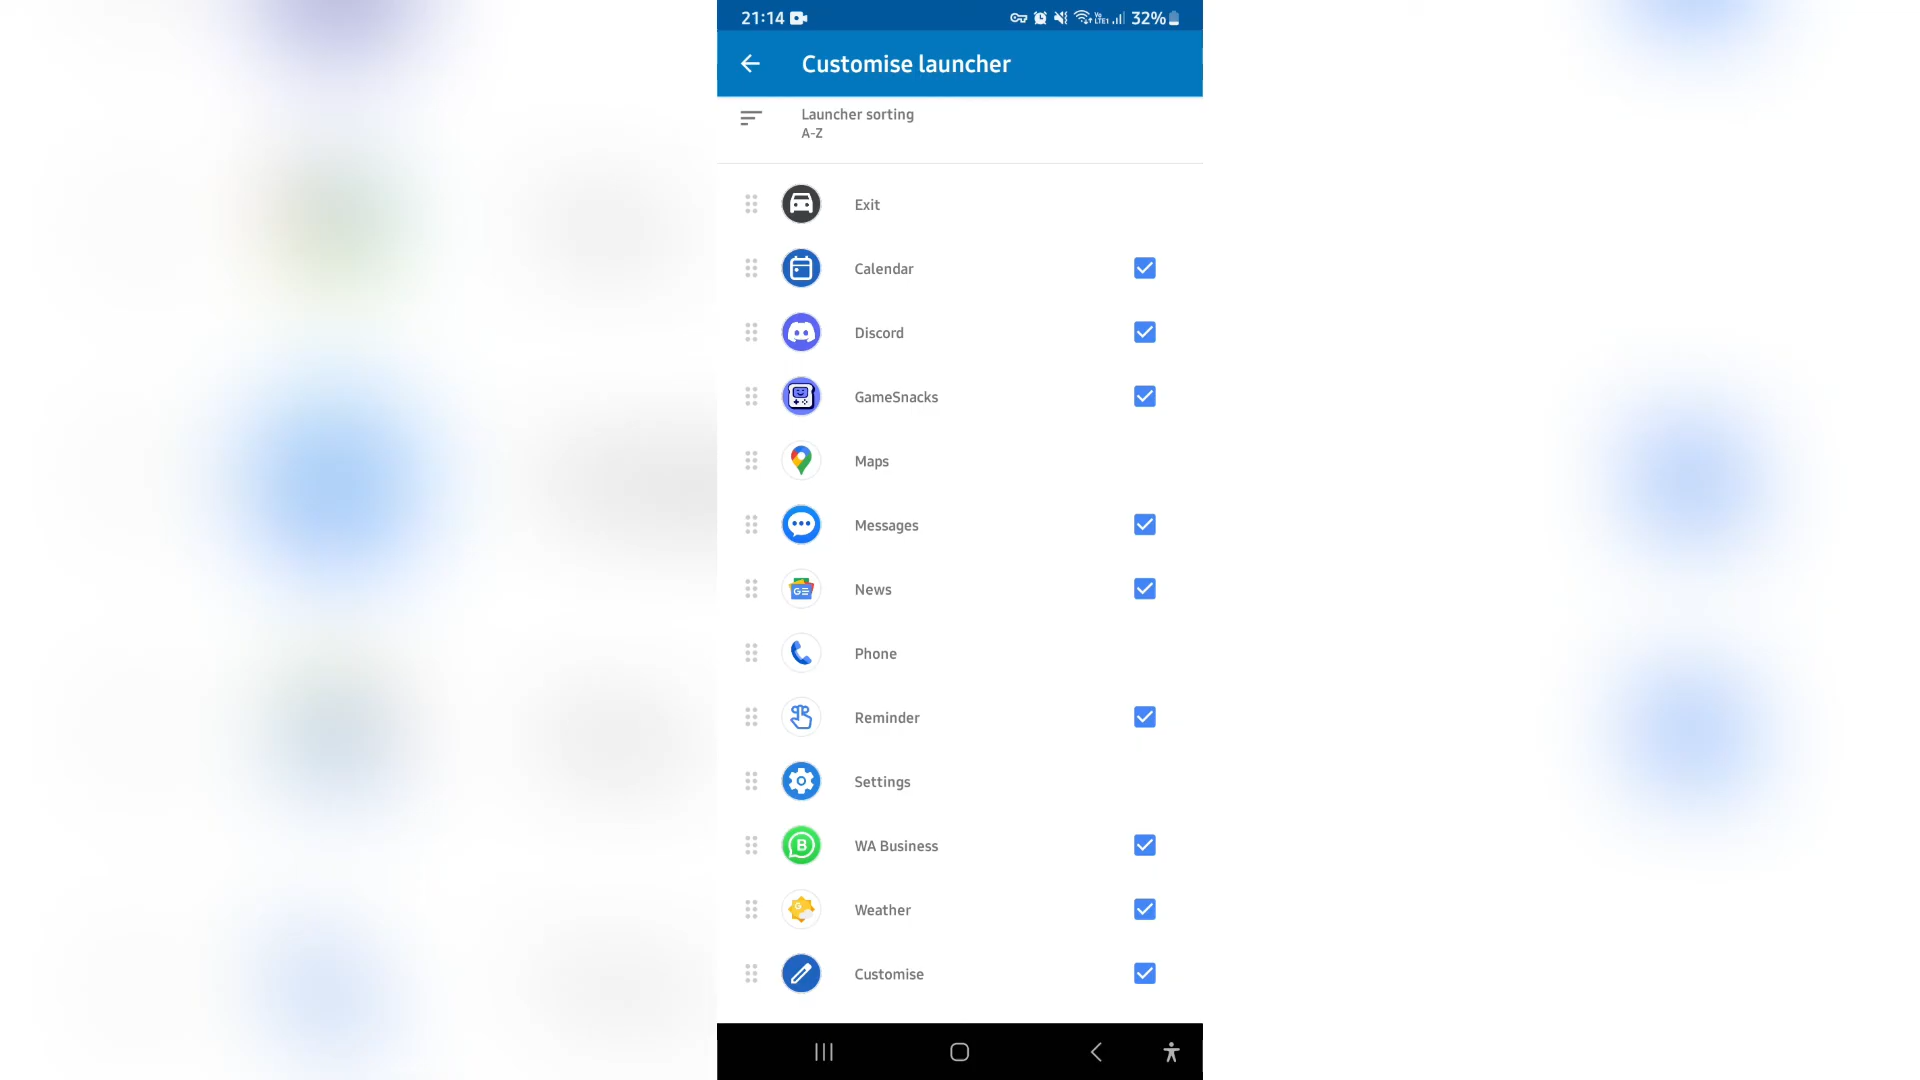 21:14 32%
Customise launcher
Launcher sorting
A-Z
Exit
Calendar
Discord
GameSnacks
Maps
Messages
News
Phone
Reminder
Settings
WA Business
Weather
Customise